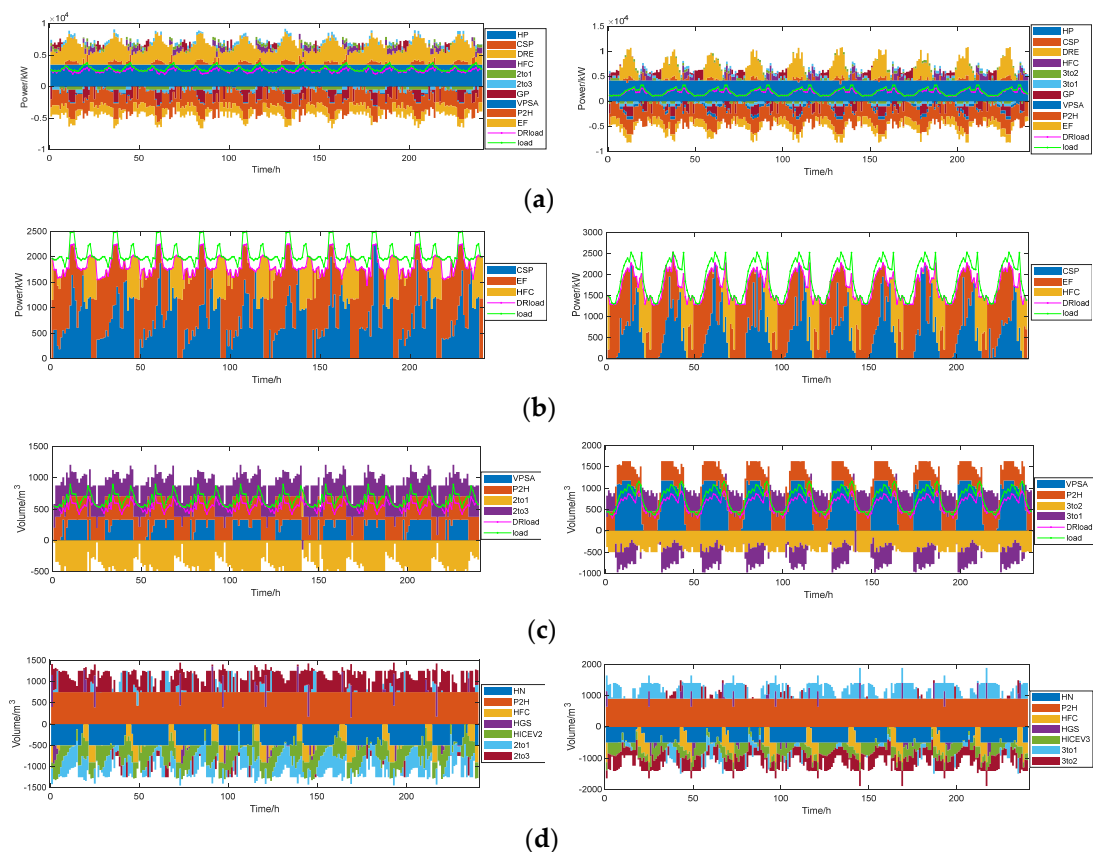 1 ×10⁴
0.5
0
-0.5
-1
Power/kW
0 50 100 150 200
Time/h
HP
CSP
DRE
HFC
2to1
2to3
GP
VPSA
P2H
EF
DRload
load
1.5 ×10⁴
1
0.5
0
-0.5
-1
Power/kW
0 50 100 150 200
Time/h
HP
CSP
DRE
HFC
3to2
3to1
GP
VPSA
P2H
EF
DRload
load
(a)
2500
2000
1500
1000
500
0
Power/kW
0 50 100 150 200
Time/h
CSP
EF
HFC
DRload
load
3000
2500
2000
1500
1000
500
0
Power/kW
0 50 100 150 200
Time/h
CSP
EF
HFC
DRload
load
(b)
1500
1000
500
0
-500
Volume/m³
0 50 100 150 200
Time/h
VPSA
P2H
2to1
2to3
DRload
load
2000
1500
1000
500
0
-500
-1000
Volume/m³
0 50 100 150 200
Time/h
VPSA
P2H
3to2
3to1
DRload
load
(c)
1500
1000
500
0
-500
-1000
-1500
Volume/m³
0 50 100 150 200
Time/h
HN
P2H
HFC
HGS
HICEV2
2to1
2to3
2000
1000
0
-1000
-2000
Volume/m³
0 50 100 150 200
Time/h
HN
P2H
HFC
HGS
HICEV3
3to1
3to2
(d)